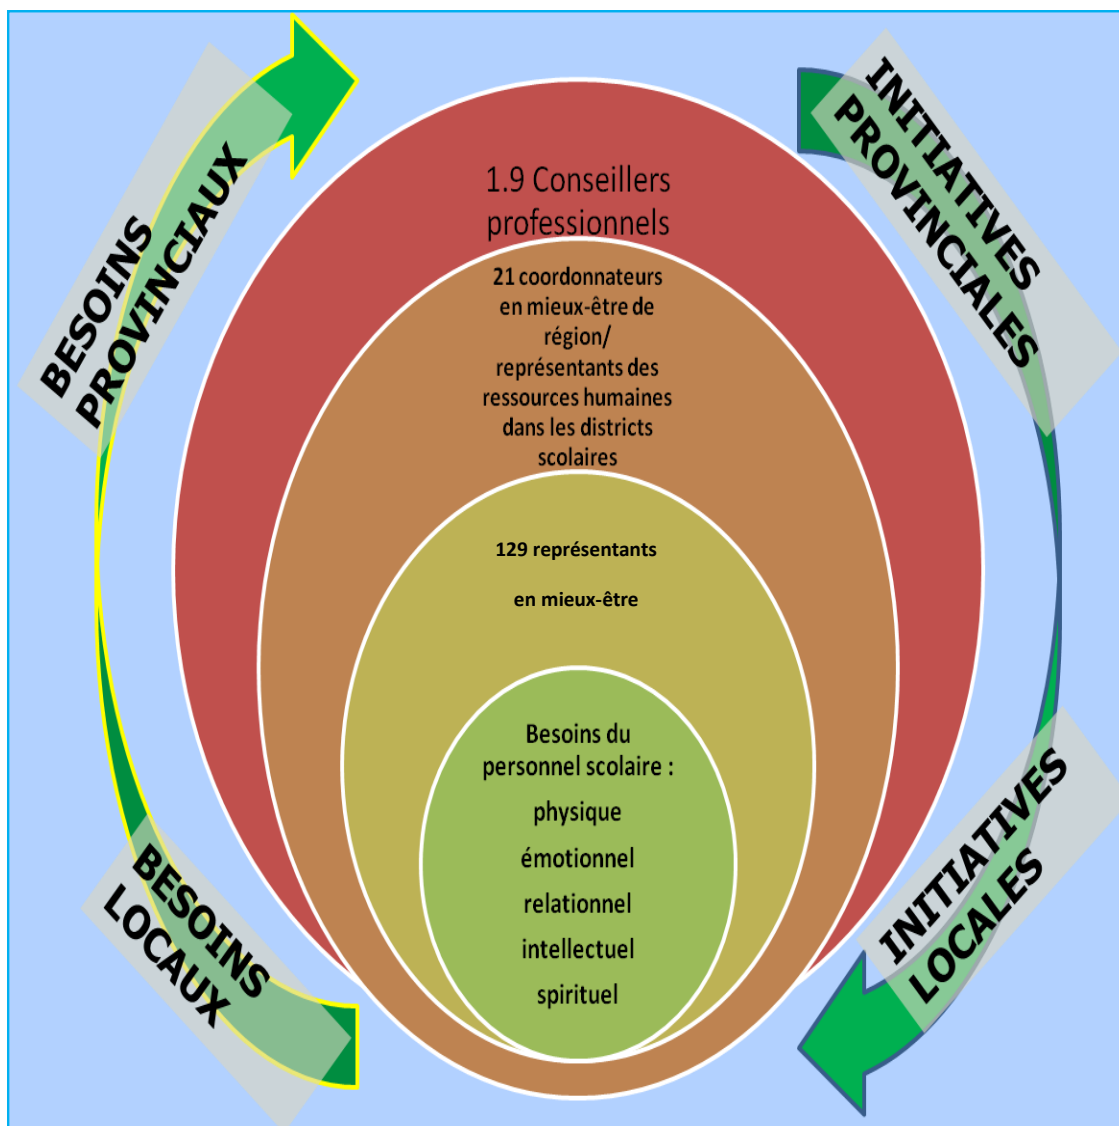 BESOINS
PROVINCIAUX
INITIATIVES
PROVINCIALES
1.9 Conseillers
professionnels
21 coordonnateurs
en mieux-être de
région/
représentants des
ressources humaines
dans les districts
scolaires
129 représentants
en mieux-être
Besoins du
personnel scolaire :
physique
émotionnel
relationnel
intellectuel
spirituel
BESOINS
LOCAUX
INITIATIVES
LOCALES